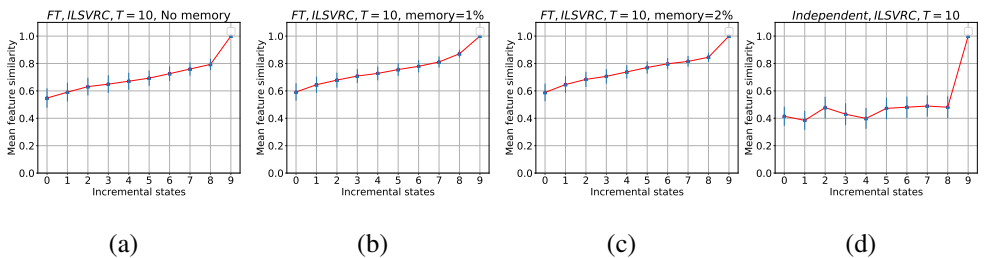 FT, ILSVRC, T = 10, No memory
Mean feature similarity
1.0
0.8
0.6
0.4
0.2
0.0
0 1 2 3 4 5 6 7 8 9
Incremental states
(a)
FT, ILSVRC, T = 10, memory=1%
Mean feature similarity
1.0
0.8
0.6
0.4
0.2
0.0
0 1 2 3 4 5 6 7 8 9
Incremental states
(b)
FT, ILSVRC, T = 10, memory=2%
Mean feature similarity
1.0
0.8
0.6
0.4
0.2
0.0
0 1 2 3 4 5 6 7 8 9
Incremental states
(c)
Independent, ILSVRC, T = 10
Mean feature similarity
1.0
0.8
0.6
0.4
0.2
0.0
0 1 2 3 4 5 6 7 8 9
Incremental states
(d)